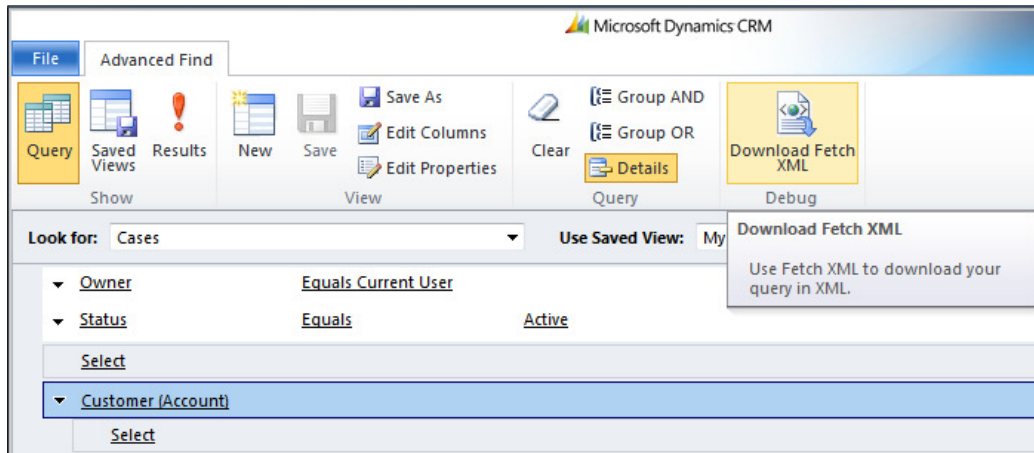 Microsoft Dynamics CRM
File Advanced Find
Query
Saved Views
Results
New
Save
Save As
Edit Columns
Edit Properties
Clear
Group AND
Group OR
Details
Download Fetch XML
Show View Query Debug
Look for: Cases Use Saved View: My
Download Fetch XML
Use Fetch XML to download your
query in XML.
Owner Equals Current User
Status Equals Active
Select
Customer (Account)
Select